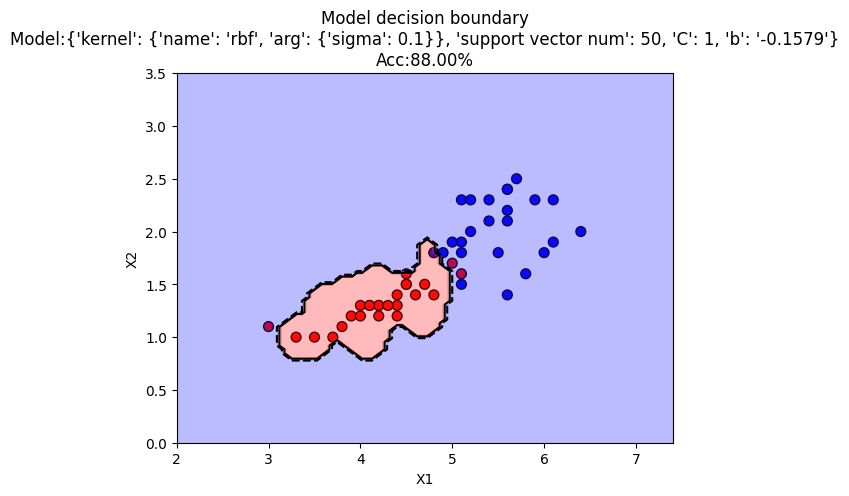 Model decision boundary
Model:{'kernel': {'name': 'rbf', 'arg': {'sigma': 0.1}}, 'support vector num': 50, 'C': 1, 'b': '-0.1579'}
Acc:88.00%
3.5
3.0
2.5
2.0
1.5
1.0
0.5
0.0
X2
2 3 4 5 6 7
X1